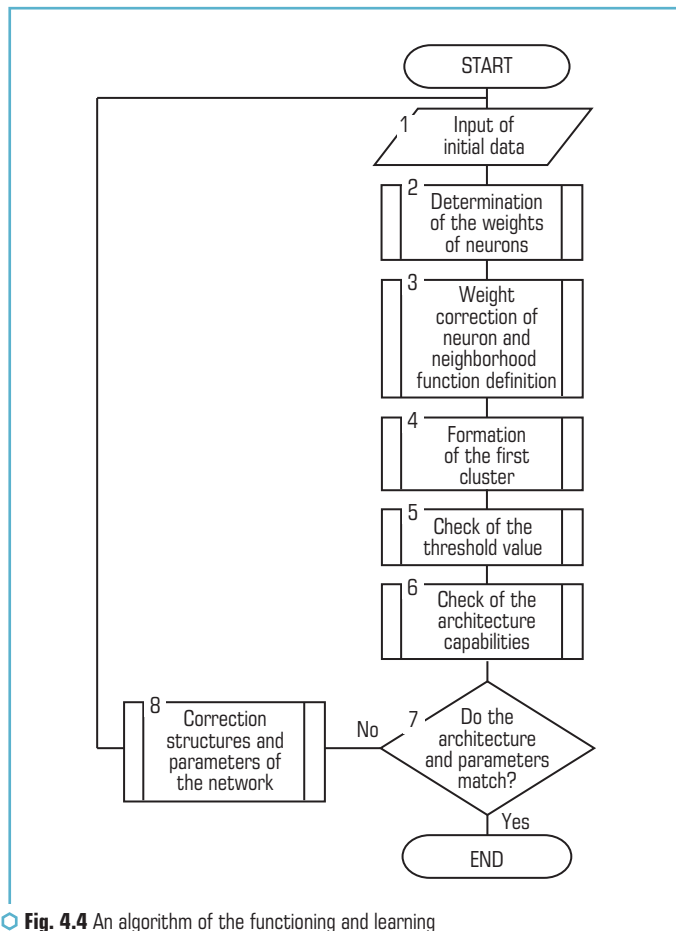 START
1
Input of
initial data
2
Determination
of the weights
of neurons
3
Weight
correction of
neuron and
neighborhood
function definition
4
Formation
of the first
cluster
5
Check of the
threshold value
6
Check of the
architecture
capabilities
7
Do the
architecture
and parameters
match?
No
8
Correction
structures and
parameters of
the network
Yes
END
Fig. 4.4 An algorithm of the functioning and learning